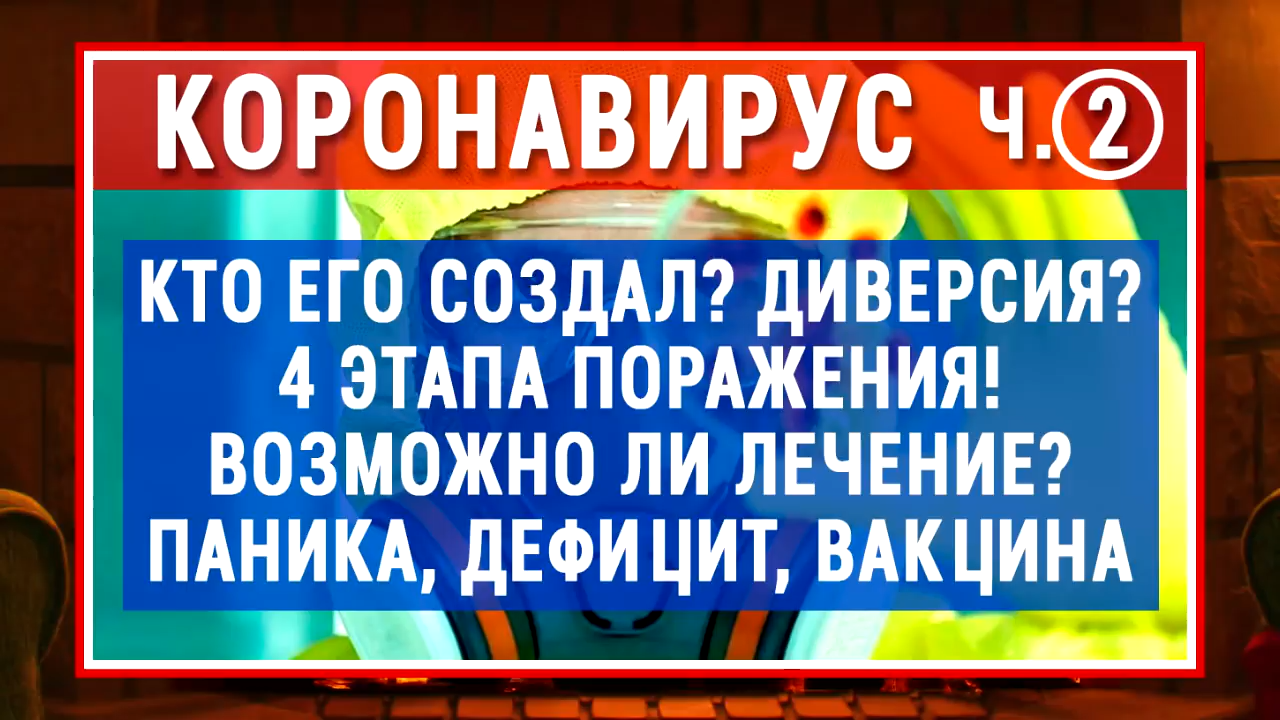 КОРОНАВИРУС Ч.②
КТО ЕГО СОЗДАЛ? ДИВЕРСИЯ?
4 ЭТАПА ПОРАЖЕНИЯ!
ВОЗМОЖНО ЛИ ЛЕЧЕНИЕ?
ПАНИКА, ДЕФИЦИТ, ВАКЦИНА